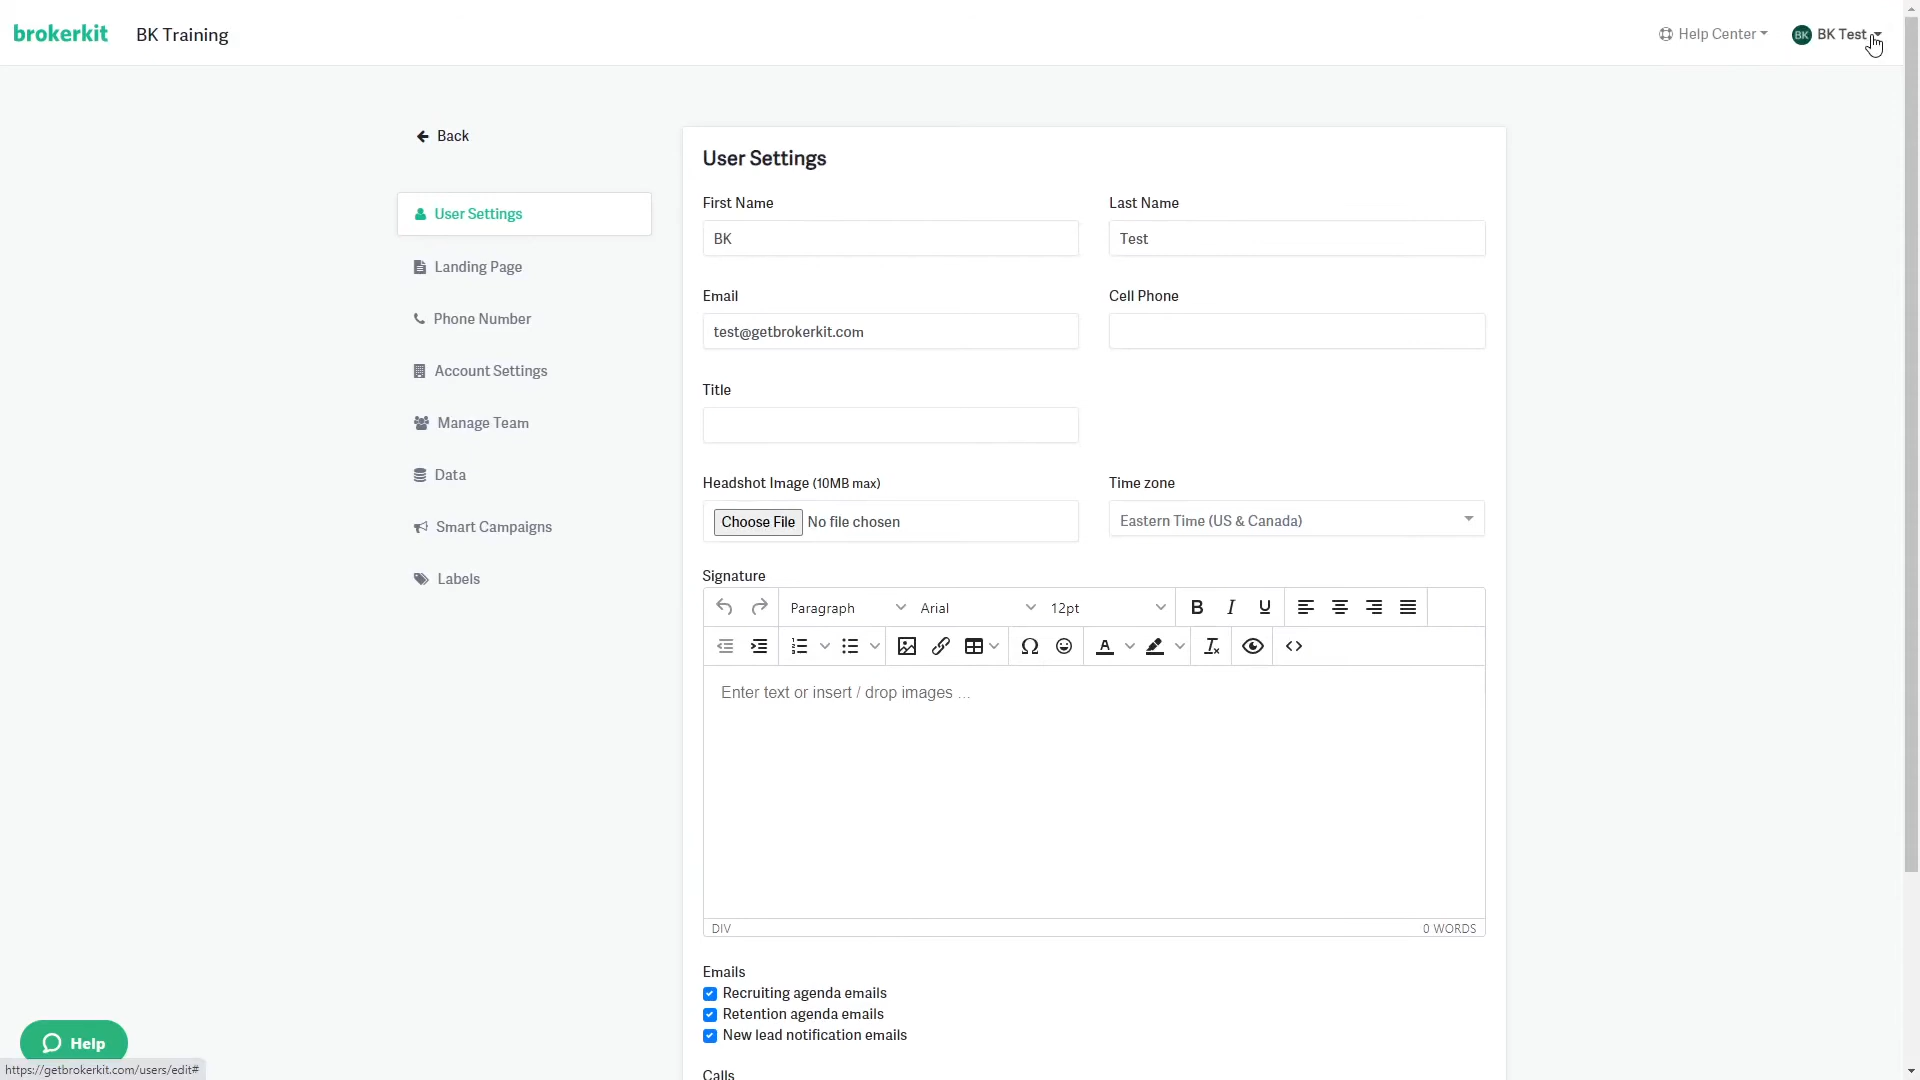 brokerkit
BK Training
Help Center
BK
BK Test
Back
User Settings
Landing Page
Phone Number
Account Settings
Manage Team
Data
Smart Campaigns
Labels
User Settings
First Name
Last Name
BK
Test
Email
Cell Phone
test@getbrokerkit.com
Title
Headshot Image (10MB max)
Time zone
Choose File No file chosen
Eastern Time (US & Canada)
Signature
Paragraph
Arial
12pt
B I U
Enter text or insert / drop images ...
DIV
0 WORDS
Emails
Recruiting agenda emails
Retention agenda emails
New lead notification emails
Calls
Help
https://getbrokerkit.com/users/edit#